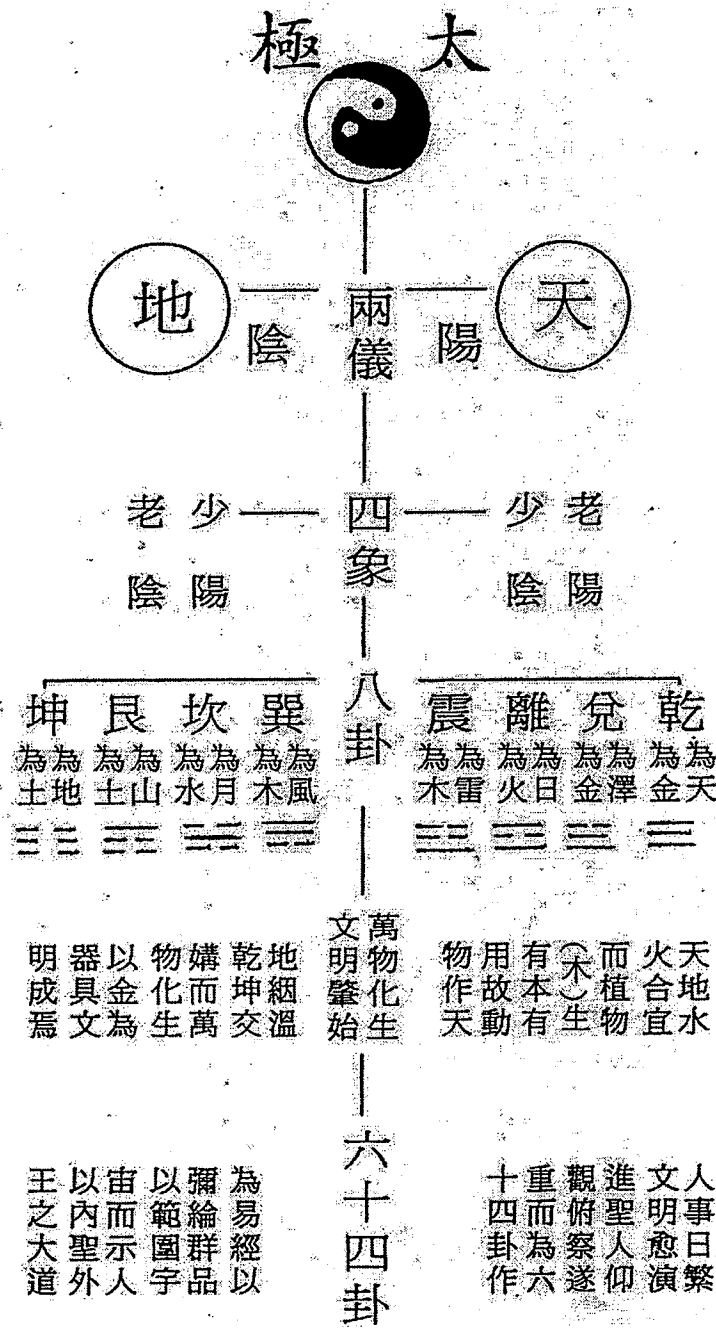 太極
天
陽
兩儀
陰
地
老陽
少陰
四象
少陽
老陰
八卦
乾
為天
為金
兌
為澤
為金
離
為日
為火
震
為雷
為木
巽
為風
為木
坎
為月
為水
艮
為山
為土
坤
為地
為土
天地水
火合宜
而植物
(木)生
有本有
用故動
物作天
萬物化生
文明肇始
地絪溫
乾坤交
媾而萬
物化生
以金為
器具文
明成焉
人事日繁
文明愈演
進聖人仰
觀俯察遂
重而為六
十四卦作
六十四卦
為易經以
彌綸群品
以範圍宇
宙而示人
以內聖外
王之大道